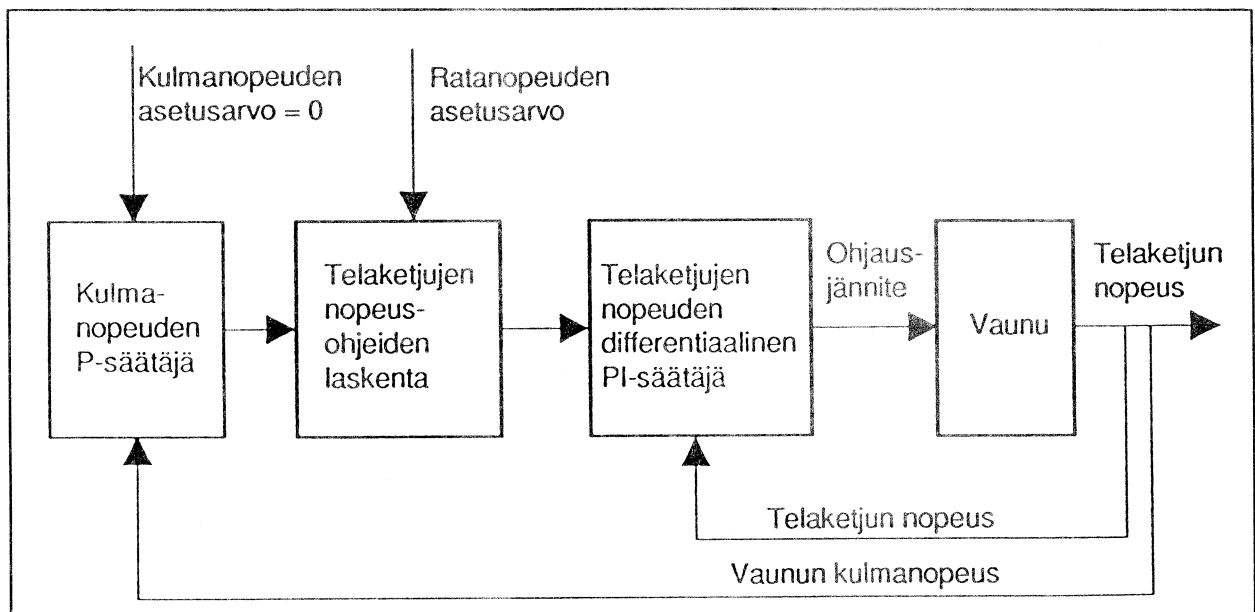 Kulmanopeuden
asetusarvo = 0
Ratanopeuden
asetusarvo
Kulma-
nopeuden
P-säätäjä
Telaketjujen
nopeus-
ohjeiden
laskenta
Telaketjujen
nopeuden
differentiaalinen
PI-säätäjä
Ohjaus-
jännite
Vaunu
Telaketjun
nopeus
Telaketjun nopeus
Vaunun kulmanopeus